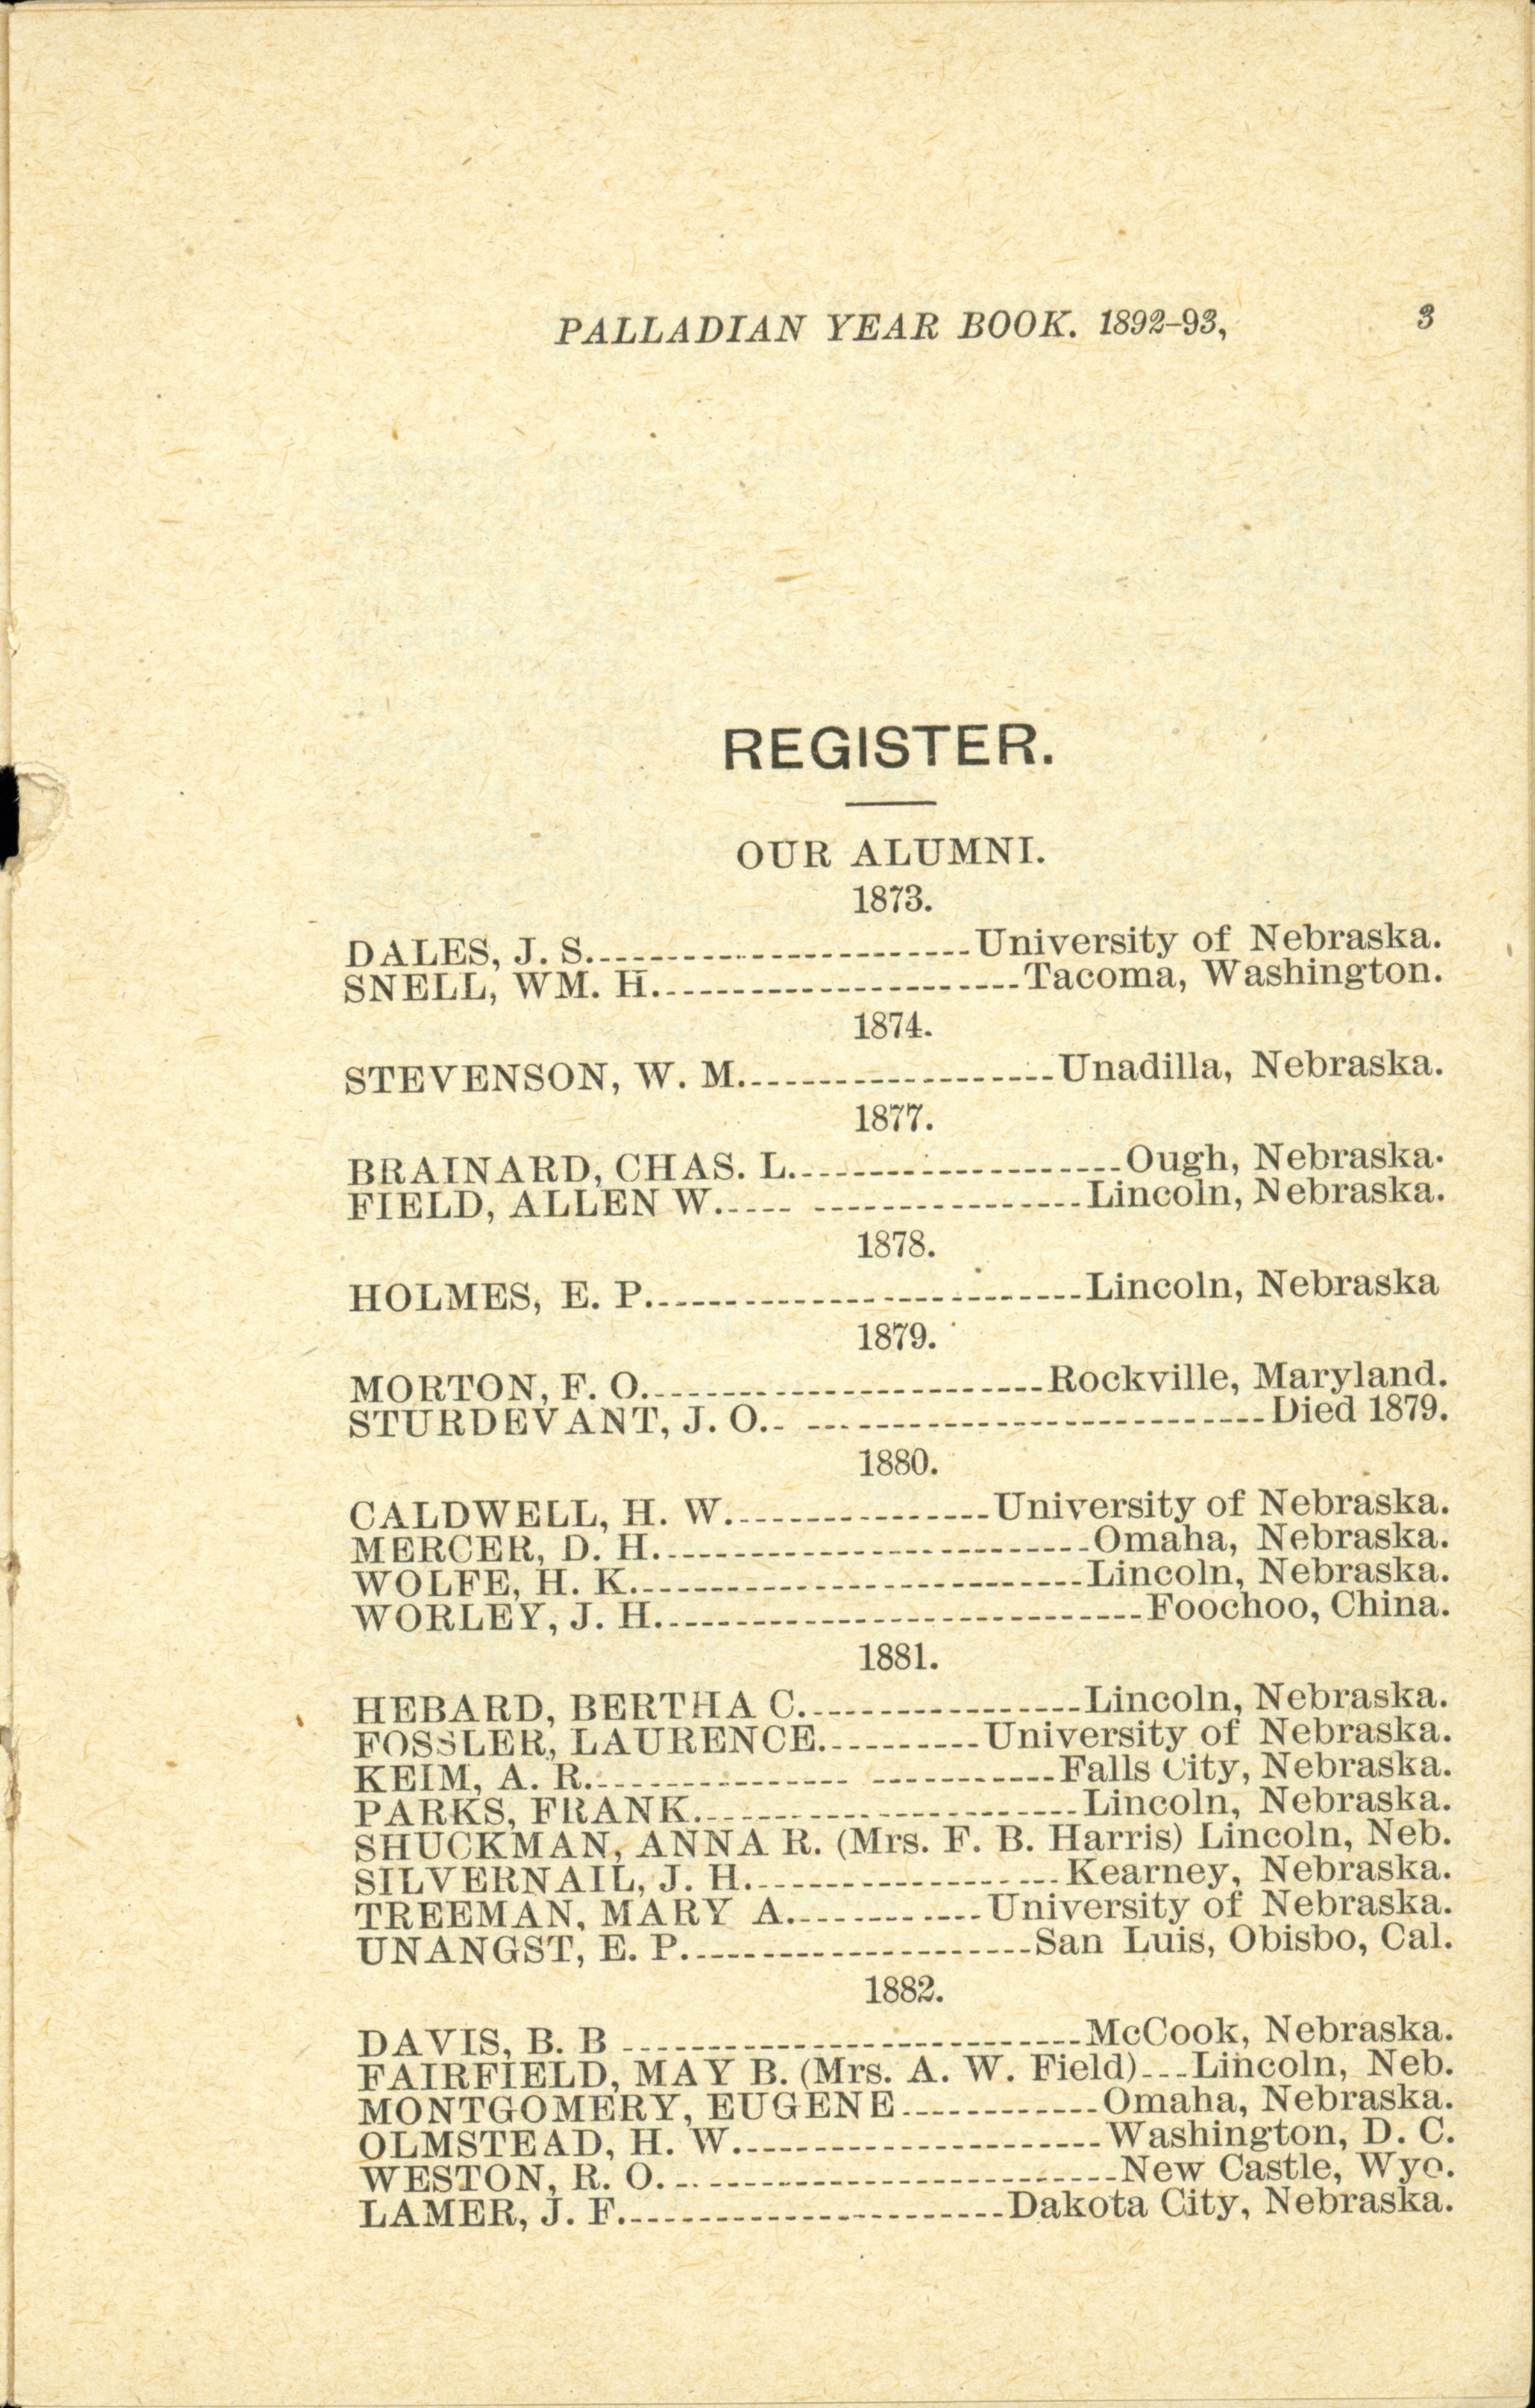 PALLADIAN YEAR BOOK. 1892-93, 3
REGISTER.
OUR ALUMNI.
1873.
DALES, J. S.----------------------University of Nebraska.
SNELL, WM. H.---------------------Tacoma, Washington.
1874.
STEVENSON, W. M.------------------Unadilla, Nebraska.
1877.
BRAINARD, CHAS. L.-------------------Ough, Nebraska.
FIELD, ALLEN W.---- ----------------Lincoln, Nebraska.
1878.
HOLMES, E. P.-------------------------Lincoln, Nebraska
1879.
MORTON, F. O.-----------------------Rockville, Maryland.
STURDEVANT, J. O.- ---------------------------Died 1879.
1880.
CALDWELL, H. W.---------------University of Nebraska.
MERCER, D. H.-------------------------Omaha, Nebraska.
WOLFE, H. K.--------------------------Lincoln, Nebraska.
WORLEY, J. H.----------------------------Foochoo, China.
1881.
HEBARD, BERTHA C.----------------Lincoln, Nebraska.
FOSSLER, LAURENCE.---------University of Nebraska.
KEIM, A. R.--------------- -----------Falls City, Nebraska.
PARKS, FRANK.----------------------Lincoln, Nebraska.
SHUCKMAN, ANNA R. (Mrs. F. B. Harris) Lincoln, Neb.
SILVERNAIL, J. H.------------------Kearney, Nebraska.
TREEMAN, MARY A.-----------University of Nebraska.
UNANGST, E. P.--------------------San Luis, Obisbo, Cal.
1882.
DAVIS, B. B ---------------------------McCook, Nebraska.
FAIRFIELD, MAY B. (Mrs. A. W. Field)---Lincoln, Neb.
MONTGOMERY, EUGENE------------Omaha, Nebraska.
OLMSTEAD, H. W.---------------------Washington, D. C.
WESTON, R. O.--------------------------New Castle, Wyo.
LAMER, J. F.----------------------Dakota City, Nebraska.